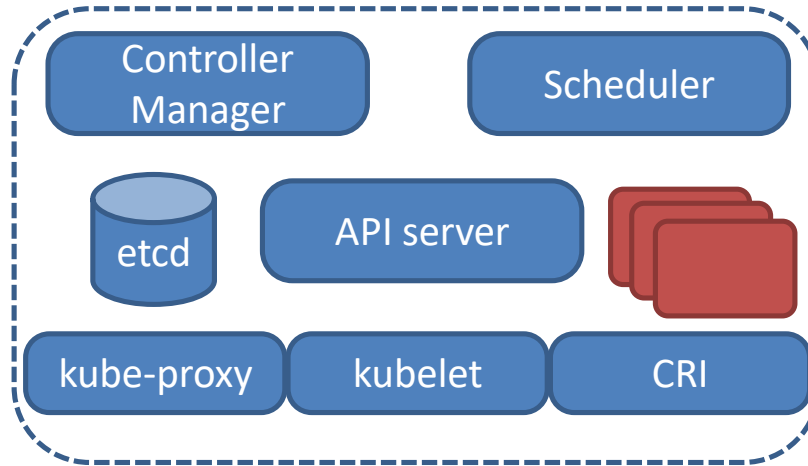 Controller
Manager
Scheduler
etcd
API server
kube-proxy
kubelet
CRI